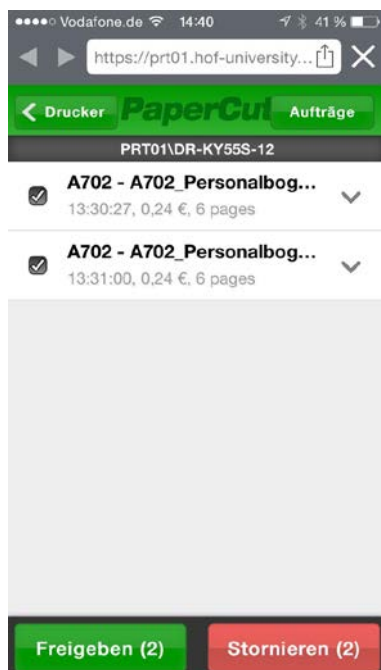 Vodafone.de 14:40 41 %
https://prt01.hof-university...
Drucker PaperCut Aufträge
PRT01\DR-KY55S-12
A702 - A702_Personalbog...
13:30:27, 0,24 €, 6 pages
A702 - A702_Personalbog...
13:31:00, 0,24 €, 6 pages
Freigeben (2) Stornieren (2)